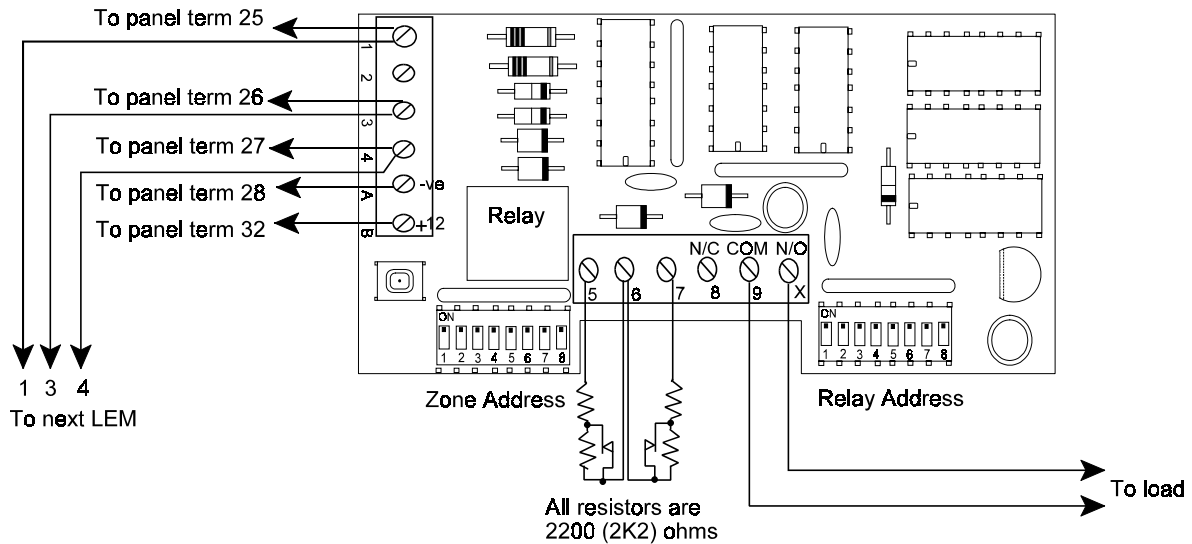 To panel term 25
1
2
To panel term 26
3
To panel term 27
4
To panel term 28
A
-ve
To panel term 32
B
+12
Relay
N/C COM N/O
5 6 7 8 9 X
ON
1 2 3 4 5 6 7 8
ON
1 2 3 4 5 6 7 8
1 3 4
To next LEM
Zone Address
Relay Address
All resistors are
2200 (2K2) ohms
To load